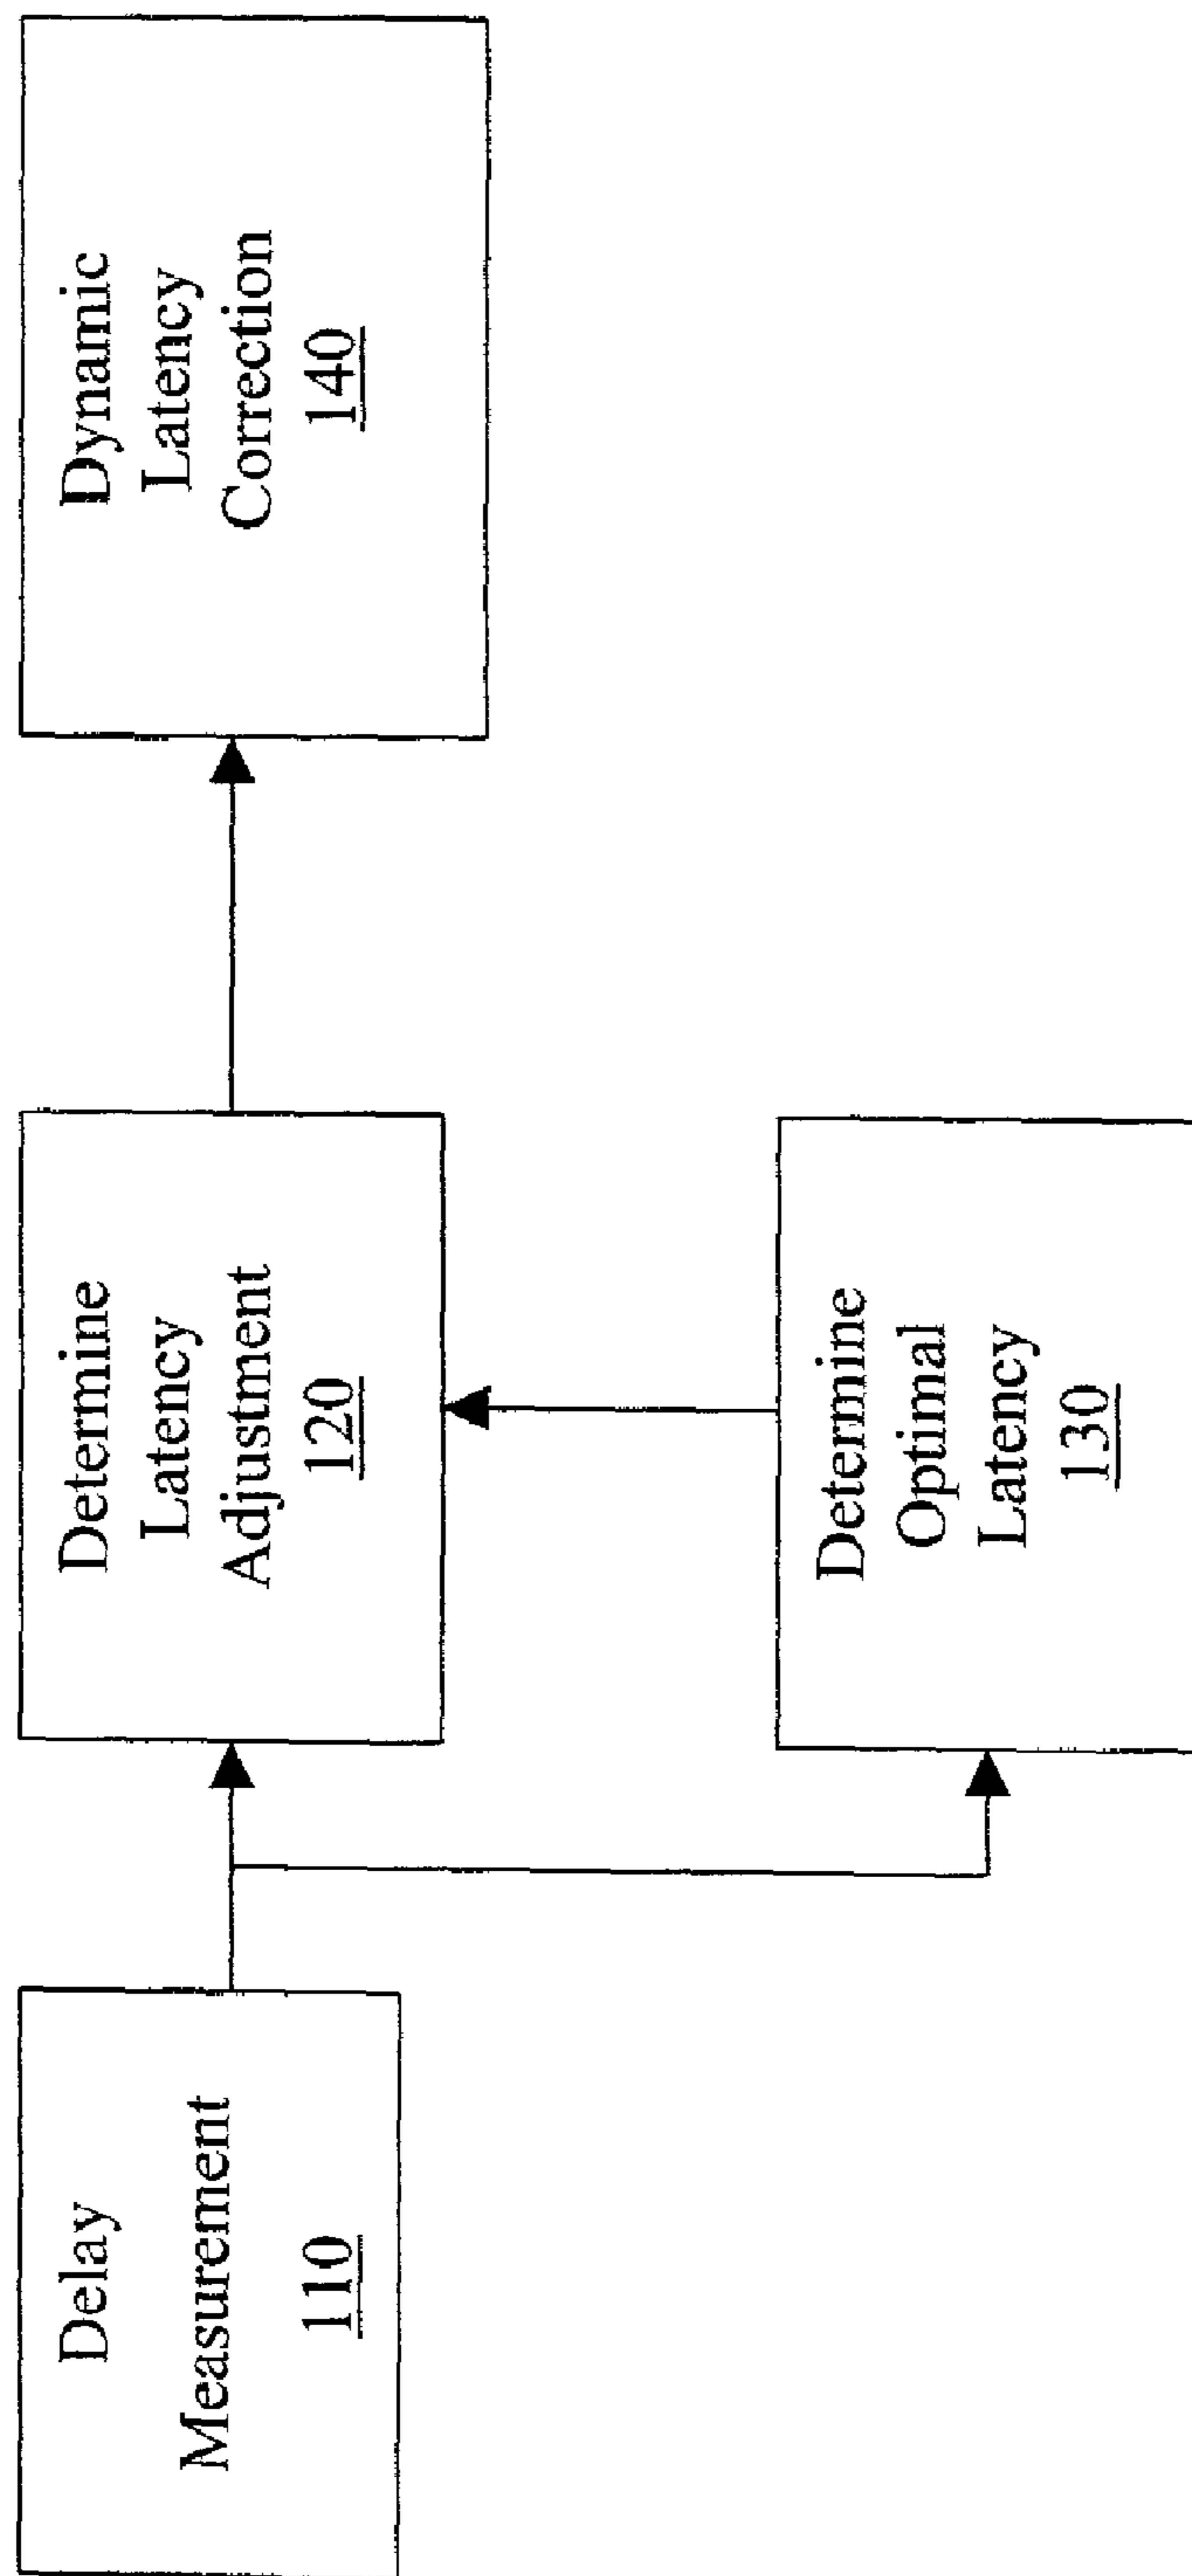 Delay
Measurement
110
Determine
Latency
Adjustment
120
Determine
Optimal
Latency
130
Dynamic
Latency
Correction
140